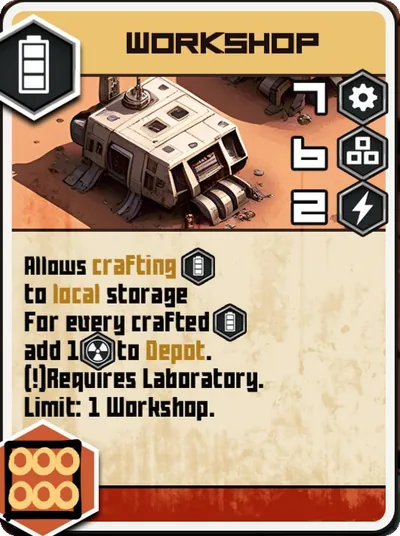 WORKSHOP
7
6
2
Allows crafting
to local storage
For every crafted
add 1 to Depot.
(!)Requires Laboratory.
Limit: 1 Workshop.